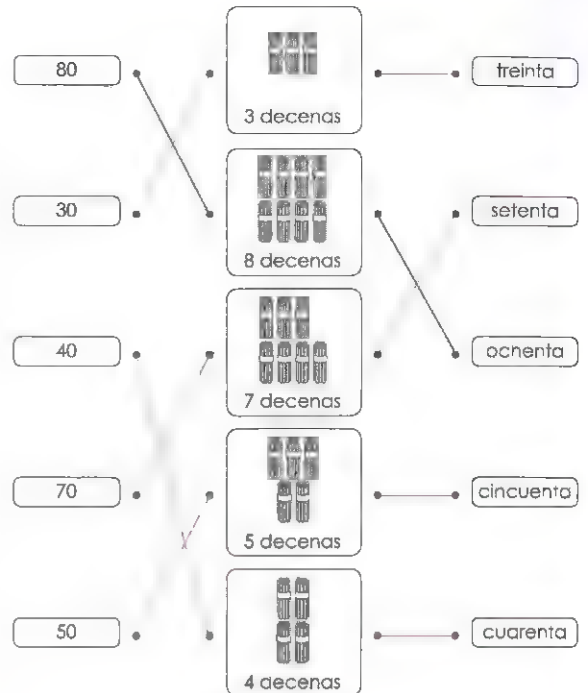 80
3 decenas
treinta
30
8 decenas
setenta
40
7 decenas
ochenta
70
5 decenas
cincuenta
50
4 decenas
cuarenta